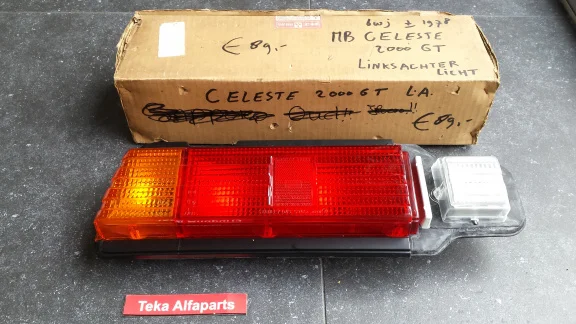 bwj ± 1978
€ 89,-
MB CELESTE
2000 GT
LINKSACHTER
LICHT
CELESTE 2000 GT L.A.
€ 89,-
Teka Alfaparts